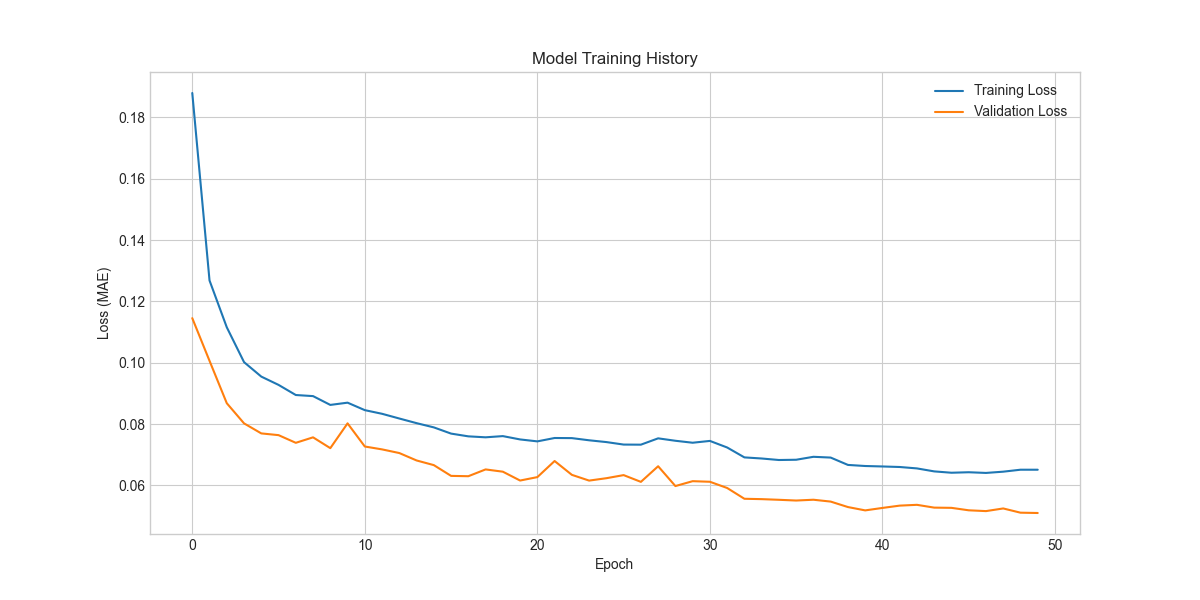 Model Training History
Training Loss
Validation Loss
0.18
0.16
0.14
0.12
0.10
0.08
0.06
Loss (MAE)
0 10 20 30 40 50
Epoch